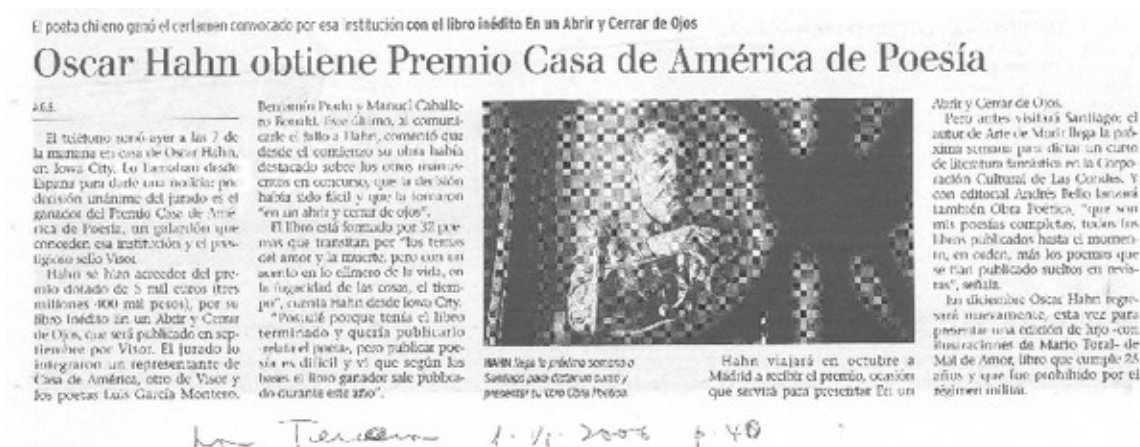 El poeta chileno ganó el certamen convocado por esa institución con el libro inédito En un Abrir y Cerrar de Ojos
Oscar Hahn obtiene Premio Casa de América de Poesía
A.G.B.
El teléfono sonó ayer a las 7 de
la mañana en casa de Oscar Hahn,
en Iowa City. Lo llamaban desde
España para darle una noticia: por
decisión unánime del jurado es el
ganador del Premio Casa de Amé-
rica de Poesía, un galardón que
conceden esa institución y el pres-
tigioso sello Visor.
Hahn se hizo acreedor del pre-
mio dotado de 5 mil euros (tres
millones 400 mil pesos), por su
libro inédito En un Abrir y Cerrar
de Ojos, que será publicado en sep-
tiembre por Visor. El jurado lo
integraron un representante de
Casa de América, otro de Visor y
los poetas Luis García Montero,
Benjamín Prado y Manuel Caballe-
ro Bonald. Este último, al comuni-
carle el fallo a Hahn, comentó que
desde el comienzo su obra había
destacado sobre los otros manus-
critos en concurso, que la decisión
había sido fácil y que la tomaron
"en un abrir y cerrar de ojos".
El libro está formado por 32 poe-
mas que transitan por "los temas
del amor y la muerte, pero con un
acento en lo efímero de la vida, en
la fugacidad de las cosas, el tiem-
po", cuenta Hahn desde Iowa City.
"Postulé porque tenía el libro
terminado y quería publicarlo
-relata el poeta-, pero publicar poe-
sía es difícil y vi que según las
bases el libro ganador sale publica-
do durante este año".
HAHN llega la próxima semana a
Santiago para dictar un curso y
presentar su libro Obra Poética.
Hahn viajará en octubre a
Madrid a recibir el premio, ocasión
que servirá para presentar En un
Abrir y Cerrar de Ojos.
Pero antes visitará Santiago: el
autor de Arte de Morir llega la pró-
xima semana para dictar un curso
de literatura fantástica en la Corpo-
ración Cultural de Las Condes. Y
con editorial Andrés Bello lanzará
también Obra Poética, "que son
mis poesías completas, todos los
libros publicados hasta el momen-
to, en orden, más los poemas que
se han publicado sueltos en revis-
tas", señala.
En diciembre Oscar Hahn regre-
sará nuevamente, esta vez para
presentar una edición de lujo -con
ilustraciones de Mario Toral- de
Mal de Amor, libro que cumple 25
años y que fue prohibido por el
régimen militar.
La Tercera 2006 p. 40